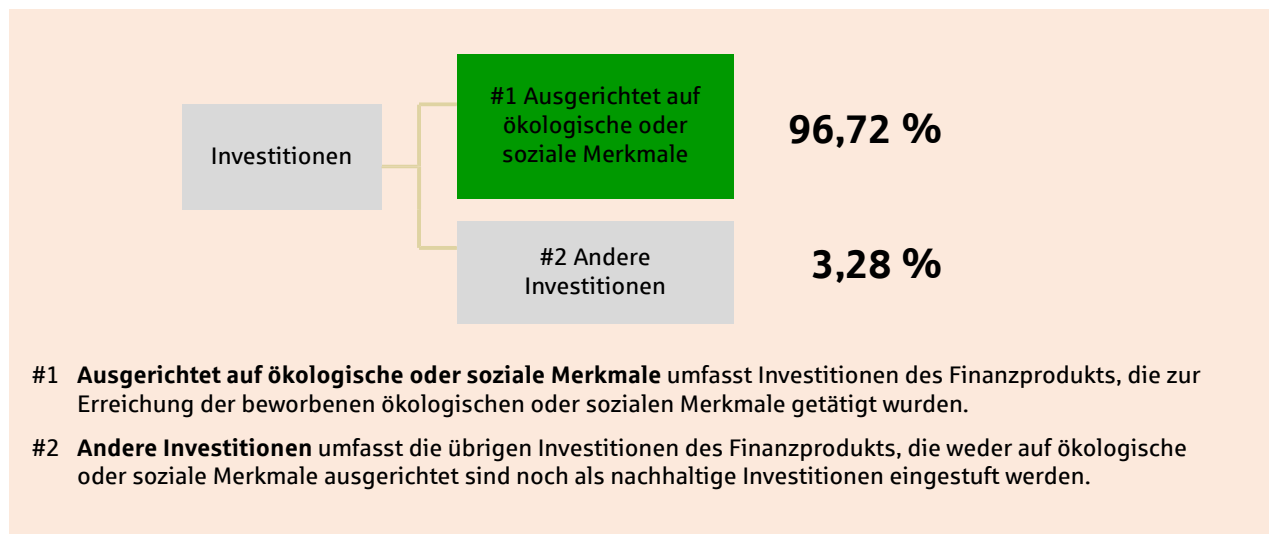 Investitionen
#1 Ausgerichtet auf
ökologische oder
soziale Merkmale
96,72 %
#2 Andere
Investitionen
3,28 %
#1 Ausgerichtet auf ökologische oder soziale Merkmale umfasst Investitionen des Finanzprodukts, die zur
Erreichung der beworbenen ökologischen oder sozialen Merkmale getätigt wurden.
#2 Andere Investitionen umfasst die übrigen Investitionen des Finanzprodukts, die weder auf ökologische
oder soziale Merkmale ausgerichtet sind noch als nachhaltige Investitionen eingestuft werden.